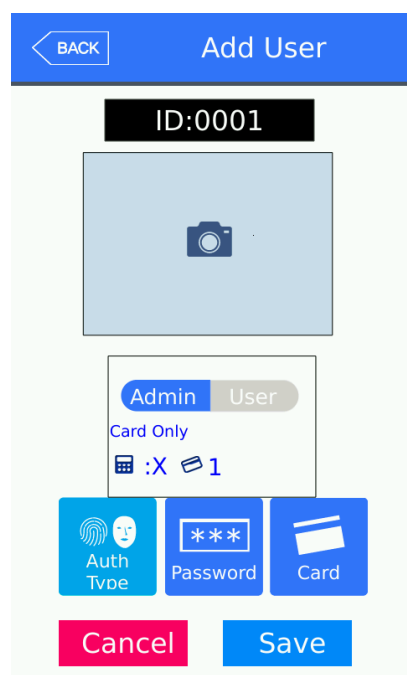 BACK
Add User
ID:0001
Admin User
Card Only
:X 1
Auth
Type
***
Password
Card
Cancel
Save